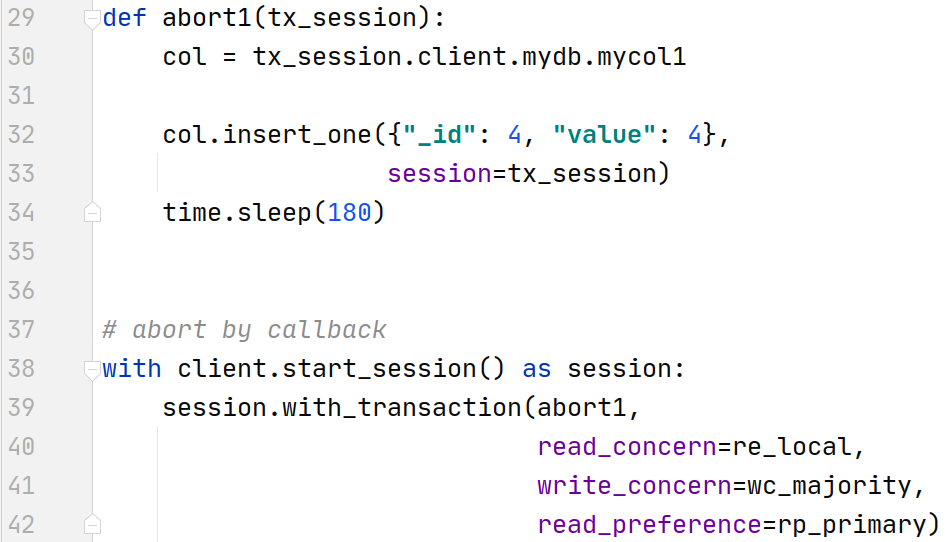 29 def abort1(tx_session):
30     col = tx_session.client.mydb.mycol1
31
32     col.insert_one({"_id": 4, "value": 4},
33                    session=tx_session)
34     time.sleep(180)
35
36
37 # abort by callback
38 with client.start_session() as session:
39     session.with_transaction(abort1,
40                              read_concern=re_local,
41                              write_concern=wc_majority,
42                              read_preference=rp_primary)